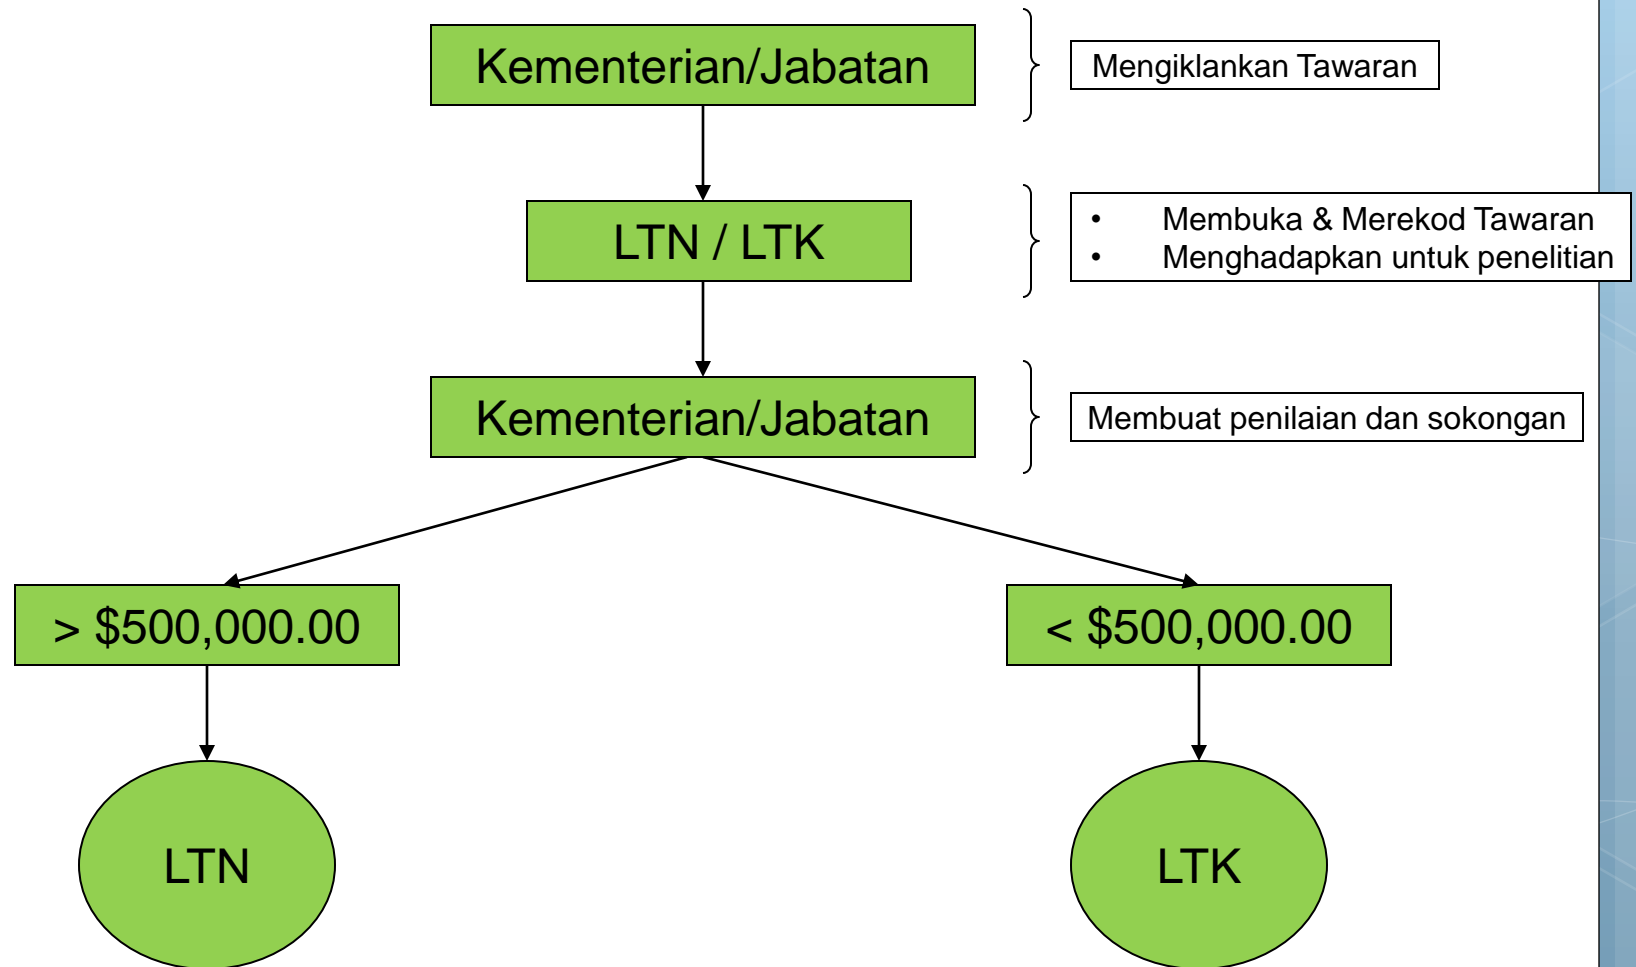 Kementerian/Jabatan
Mengiklankan Tawaran
LTN / LTK
• Membuka & Merekod Tawaran
• Menghadapkan untuk penelitian
Kementerian/Jabatan
Membuat penilaian dan sokongan
> $500,000.00
< $500,000.00
LTN
LTK